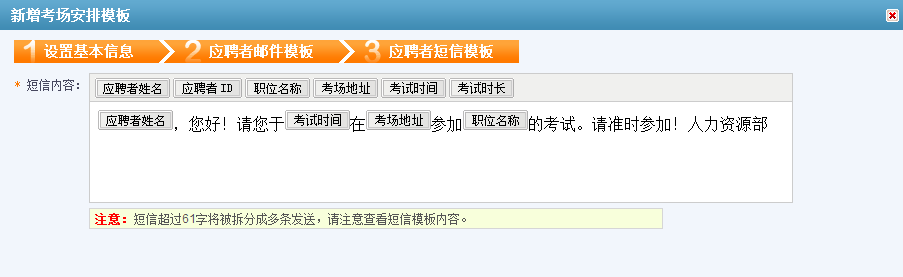 新增考场安排模板
1 设置基本信息 2 应聘者邮件模板 3 应聘者短信模板
* 短信内容: 应聘者姓名 应聘者ID 职位名称 考场地址 考试时间 考试时长
应聘者姓名，您好！请您于考试时间在考场地址参加职位名称的考试。请准时参加！人力资源部
注意：短信超过61字将被拆分成多条发送，请注意查看短信模板内容。